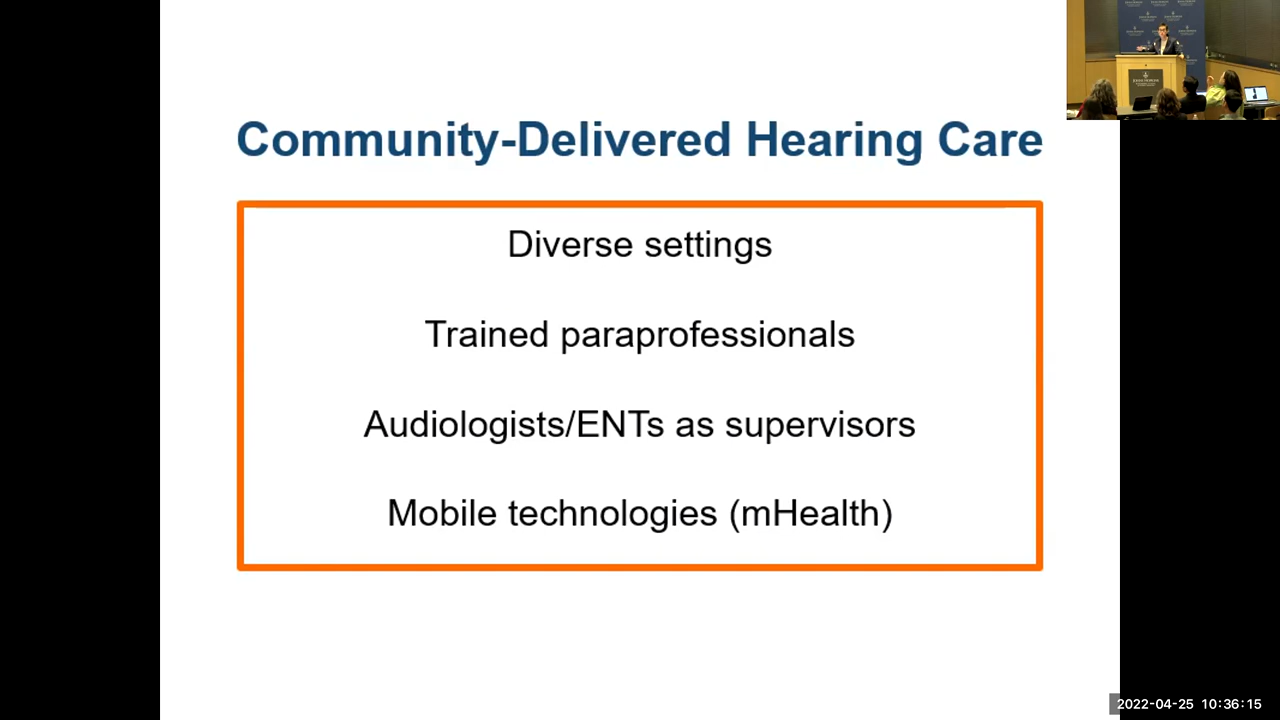 Community-Delivered Hearing Care
Diverse settings
Trained paraprofessionals
Audiologists/ENTs as supervisors
Mobile technologies (mHealth)
2022-04-25 10:36:15